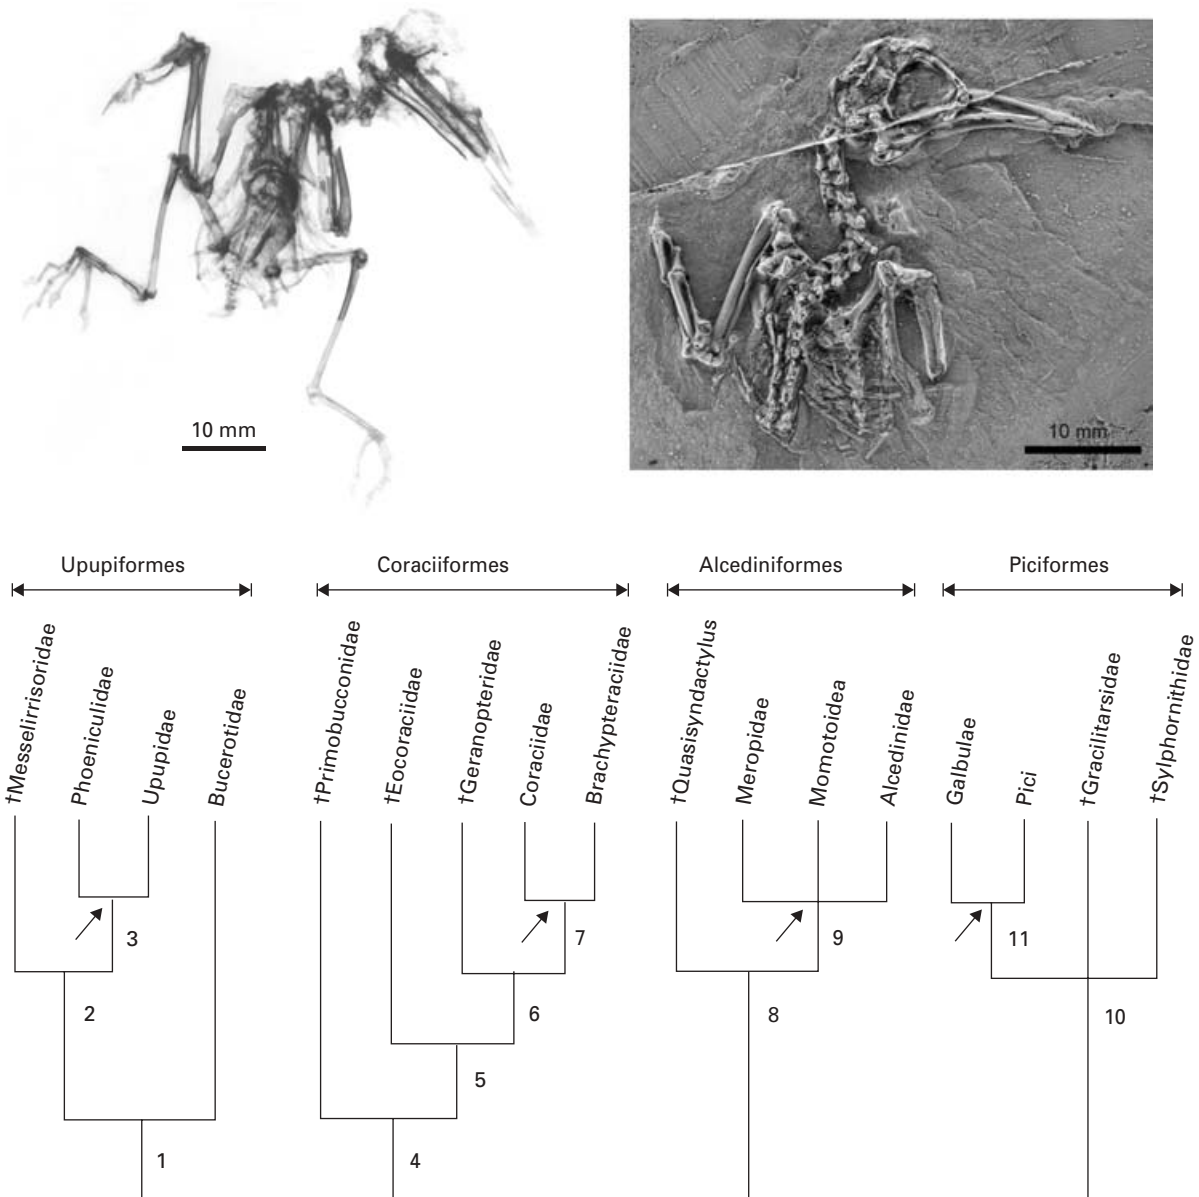 10 mm
10 mm
Upupiformes
Coraciiformes
Alcediniformes
Piciformes
†Messelirrisoridae
Phoeniculidae
Upupidae
Bucerotidae
†Primobucconidae
†Eocoraciidae
†Geranopteridae
Coraciidae
Brachypteraciidae
†Quasisyndactylus
Meropidae
Momotoidea
Alcedinidae
Galbulae
Pici
†Gracilitarsidae
†Sylphornithidae
3
7
9
11
2
6
8
10
5
1
4